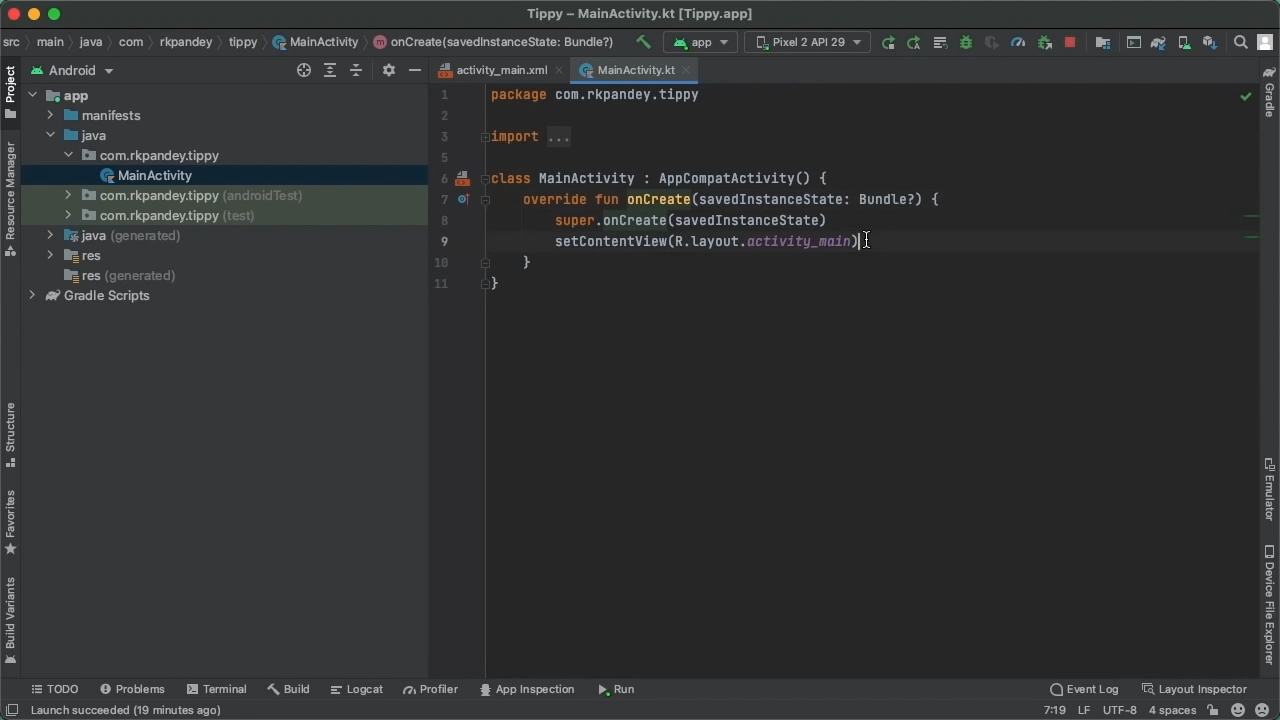 Tippy – MainActivity.kt [Tippy.app]
src main java com rkpandey tippy MainActivity onCreate(savedInstanceState: Bundle?) app Pixel 2 API 29
Project
Resource Manager
Structure
Favorites
Build Variants
Android
app
manifests
java
com.rkpandey.tippy
MainActivity
com.rkpandey.tippy (androidTest)
com.rkpandey.tippy (test)
java (generated)
res
res (generated)
Gradle Scripts
activity_main.xml MainActivity.kt
1 package com.rkpandey.tippy
2
3 import ...
5
6 class MainActivity : AppCompatActivity() {
7 override fun onCreate(savedInstanceState: Bundle?) {
8 super.onCreate(savedInstanceState)
9 setContentView(R.layout.activity_main)
10 }
11 }
Gradle
Emulator
Device File Explorer
TODO Problems Terminal Build Logcat Profiler App Inspection Run Event Log Layout Inspector
Launch succeeded (19 minutes ago) 7:19 LF UTF-8 4 spaces